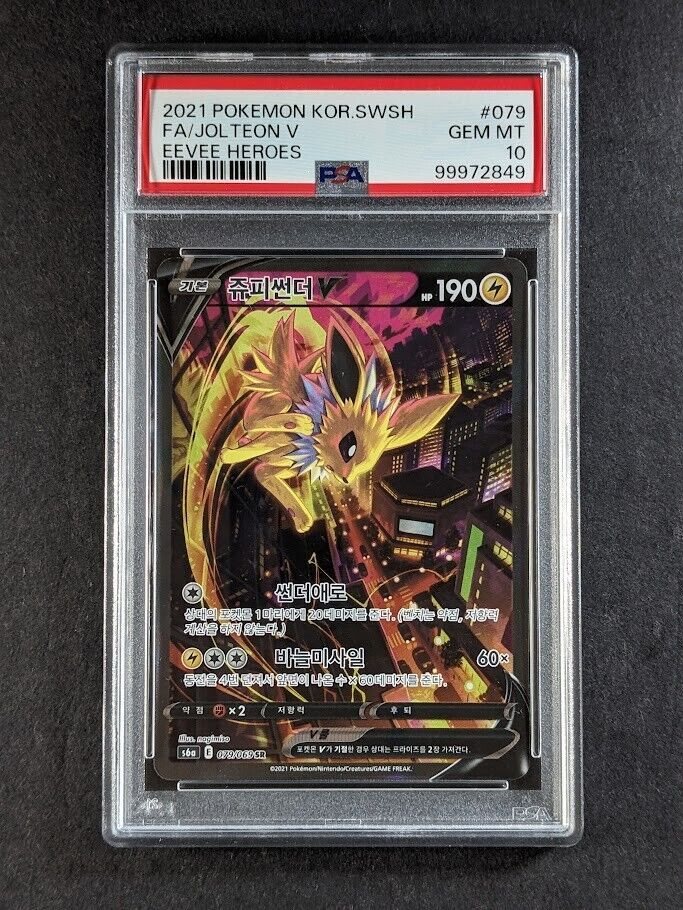 2021 POKEMON KOR.SWSH #079
FA/JOLTEON V GEM MT
EEVEE HEROES 10
PSA 99972849
기본 쥬피썬더 V HP 190
썬더애로
상대의 포켓몬 1마리에게 20데미지를 준다. (벤치는 약점, 저항력
계산을 하지 않는다.)
바늘미사일 60×
동전을 4번 던져서 앞면이 나온 수×60데미지를 준다.
약점 ×2 저항력 후퇴
V룰
포켓몬 V가 기절한 경우 상대는 프라이즈를 2장 가져간다.
Illus. nagimiso
s6a E 079/069 SR
©2021 Pokémon/Nintendo/Creatures/GAME FREAK.
PSA